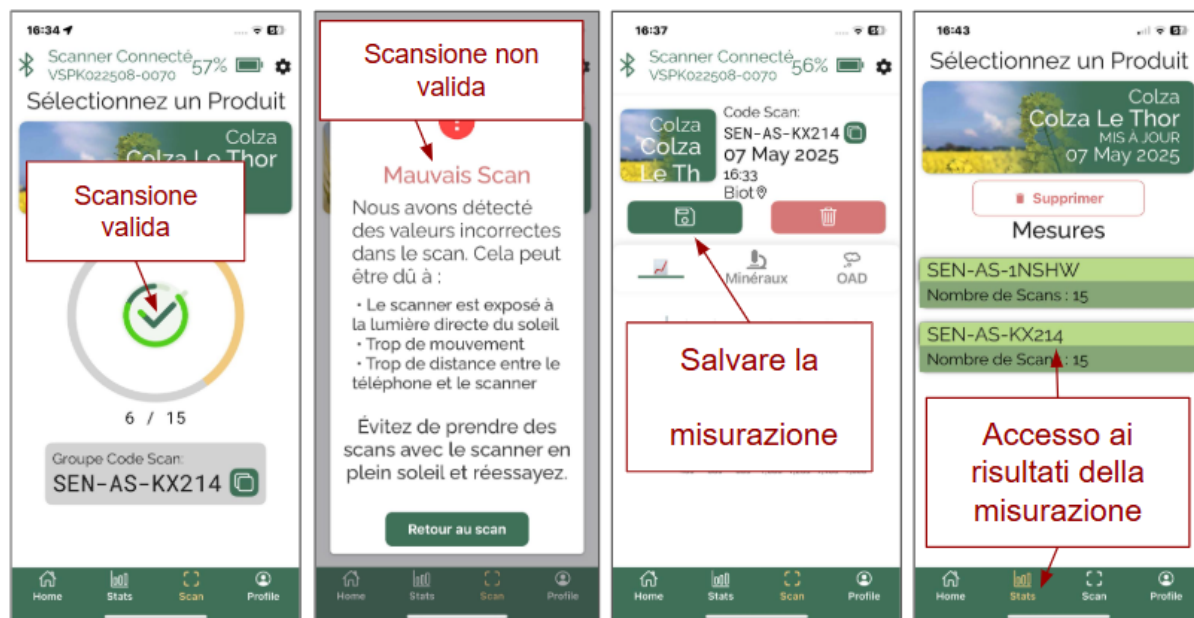 16:34
Scanner Connecté
VSPK022508-0070
57%
Sélectionnez un Produit
Colza
Colza Le Thor
Scansione
valida
6 / 15
Groupe Code Scan:
SEN-AS-KX214
Home
Stats
Scan
Profile
Scansione non
valida
Mauvais Scan
Nous avons détecté
des valeurs incorrectes
dans le scan. Cela peut
être dû à :
• Le scanner est exposé à
la lumière directe du soleil
• Trop de mouvement
• Trop de distance entre le
téléphone et le scanner
Évitez de prendre des
scans avec le scanner en
plein soleil et réessayez.
Retour au scan
Home
Stats
Scan
Profile
16:37
Scanner Connecté
VSPK022508-0070
56%
Colza
Colza
Le Th
Code Scan:
SEN-AS-KX214
07 May 2025
16:33
Biot
Minéraux
OAD
Salvare la
misurazione
Home
Stats
Scan
Profile
16:43
Sélectionnez un Produit
Colza
Colza Le Thor
MIS À JOUR
07 May 2025
Supprimer
Mesures
SEN-AS-1NSHW
Nombre de Scans : 15
SEN-AS-KX214
Nombre de Scans : 15
Accesso ai
risultati della
misurazione
Home
Stats
Scan
Profile